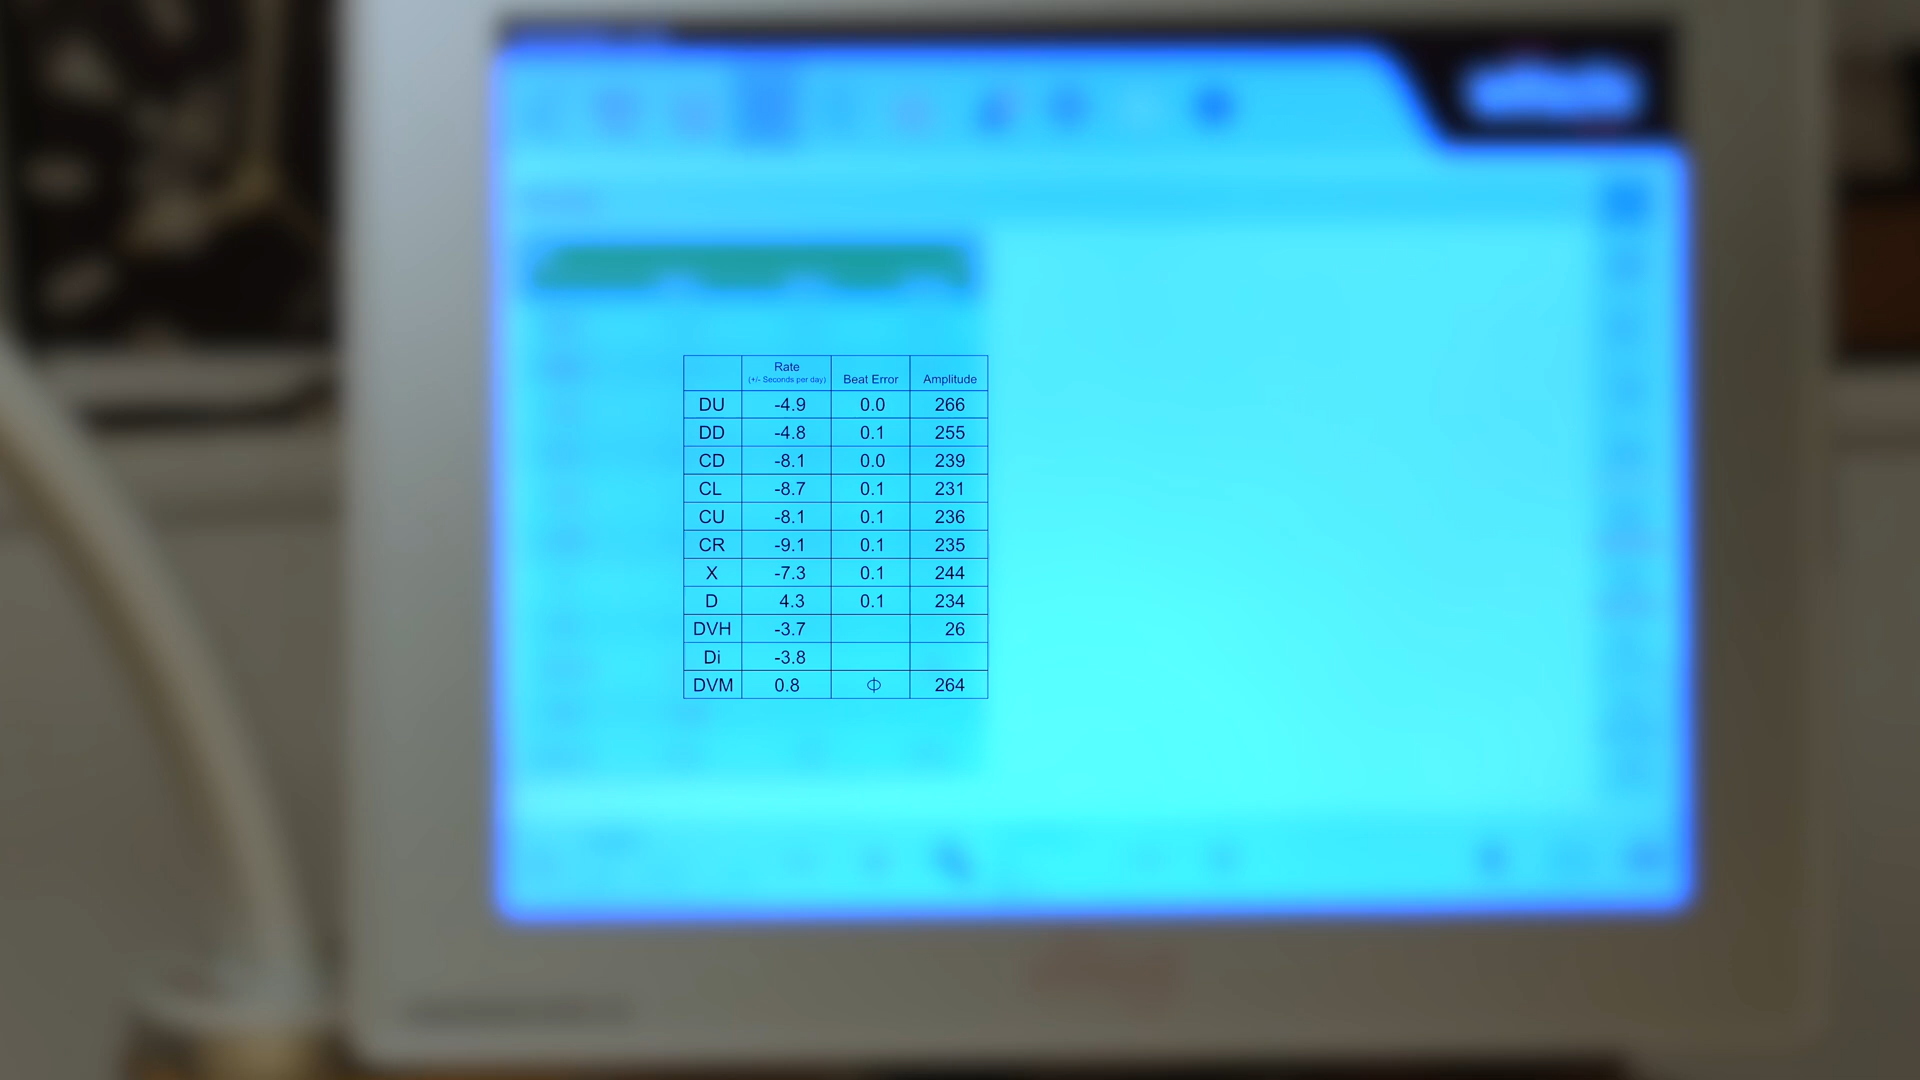 Rate
(+/- Seconds per day) Beat Error Amplitude
DU -4.9 0.0 266
DD -4.8 0.1 255
CD -8.1 0.0 239
CL -8.7 0.1 231
CU -8.1 0.1 236
CR -9.1 0.1 235
X -7.3 0.1 244
D 4.3 0.1 234
DVH -3.7 26
Di -3.8
DVM 0.8 Φ 264